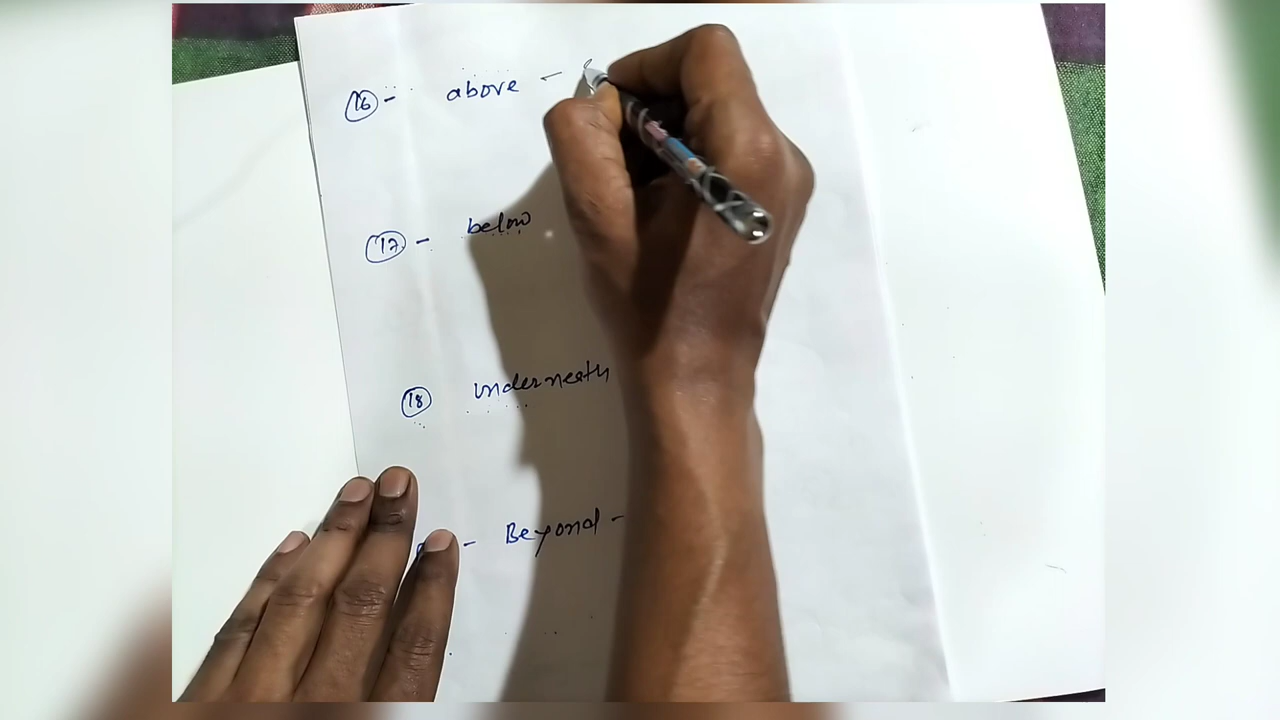 16 - above -
17 - below
18 underneath
- Beyond -